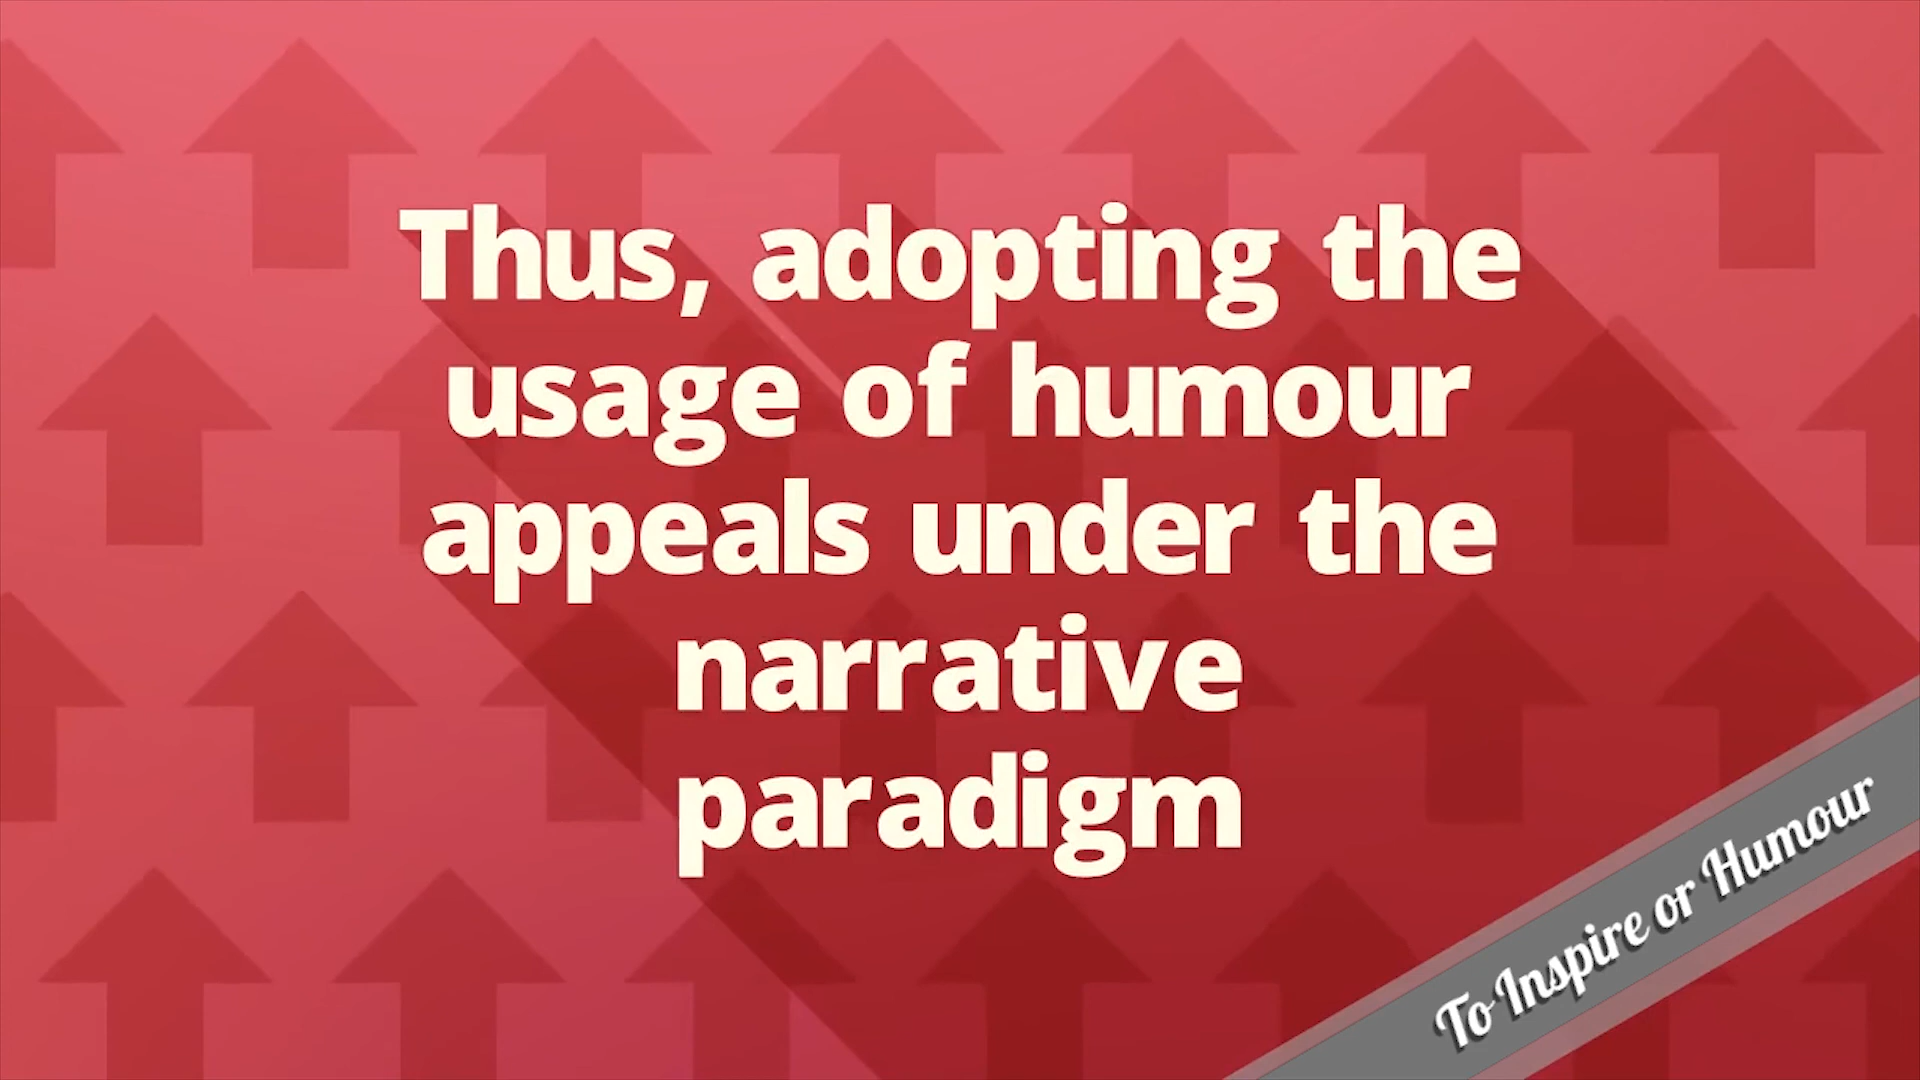 Thus, adopting the
usage of humour
appeals under the
narrative
paradigm
To Inspire or Humour